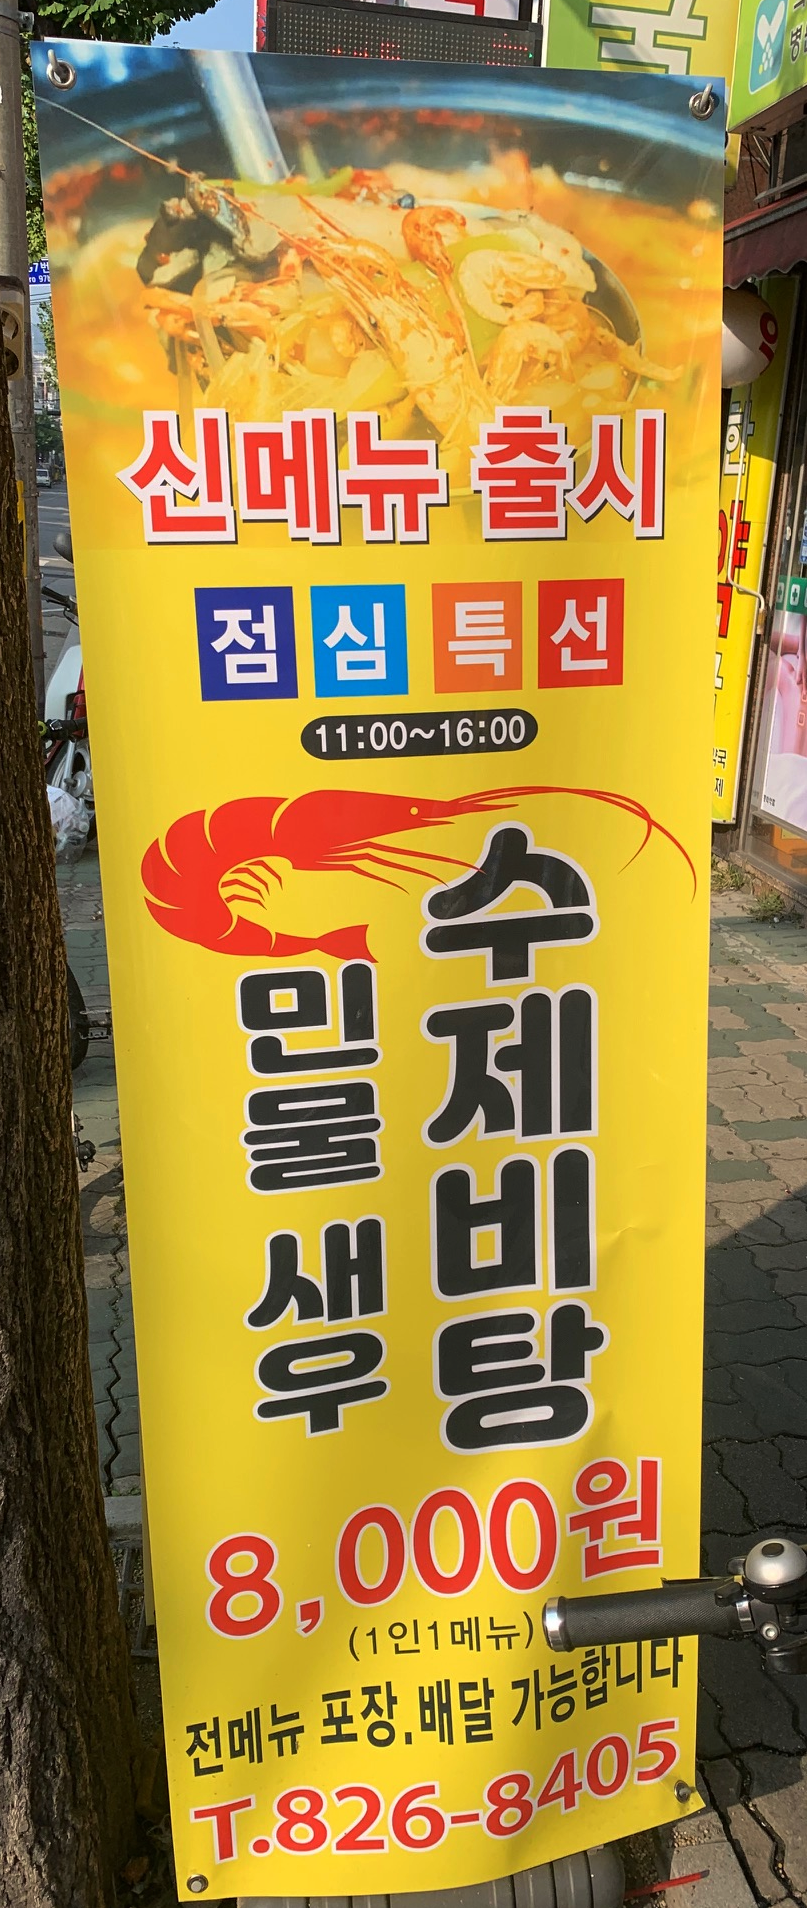 신메뉴 출시
점심특선
11:00~16:00
민물 새우
수제비탕
8,000원
(1인1메뉴)
전메뉴 포장.배달 가능합니다
T.826-8405